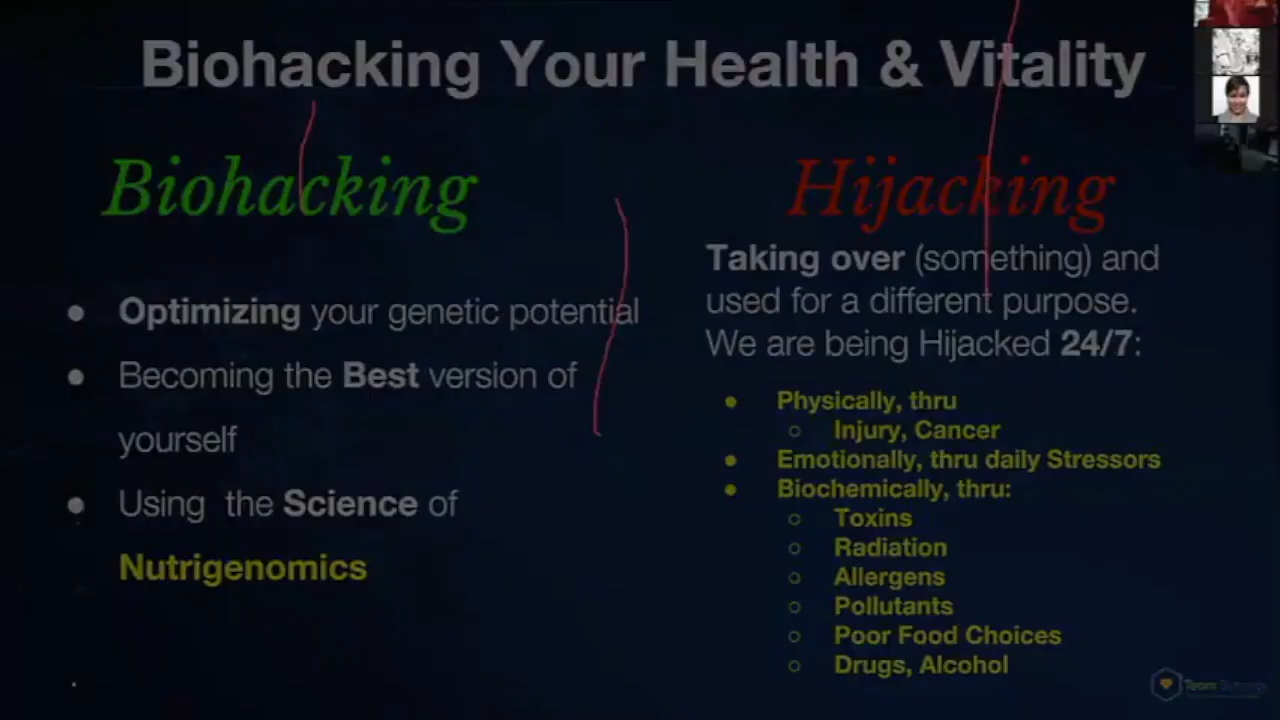 Biohacking Your Health & Vitality
Biohacking
● Optimizing your genetic potential
● Becoming the Best version of
yourself
● Using the Science of
Nutrigenomics
Hijacking
Taking over (something) and
used for a different purpose.
We are being Hijacked 24/7:
● Physically, thru
○ Injury, Cancer
● Emotionally, thru daily Stressors
● Biochemically, thru:
○ Toxins
○ Radiation
○ Allergens
○ Pollutants
○ Poor Food Choices
○ Drugs, Alcohol
Team